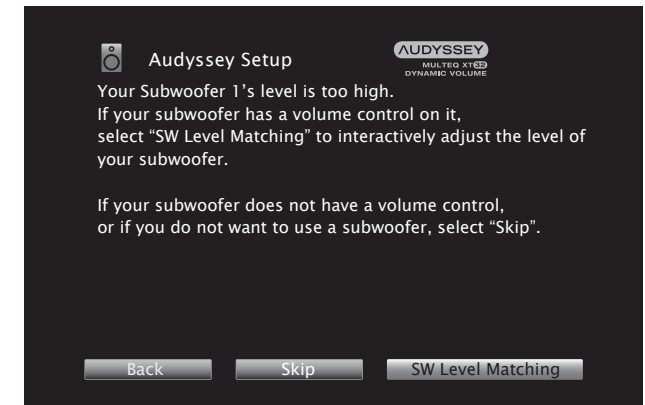 Audyssey Setup
AUDYSSEY
MULTEQ XT32
DYNAMIC VOLUME
Your Subwoofer 1’s level is too high.
If your subwoofer has a volume control on it,
select “SW Level Matching” to interactively adjust the level of
your subwoofer.
If your subwoofer does not have a volume control,
or if you do not want to use a subwoofer, select “Skip”.
Back Skip SW Level Matching